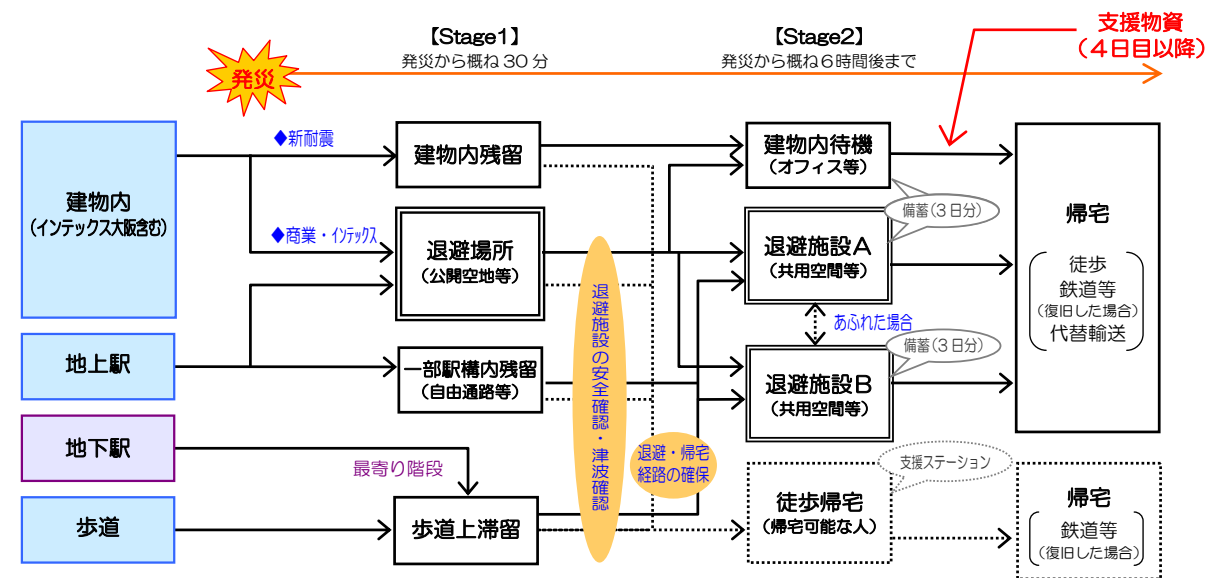 【Stage1】
発災から概ね30分
【Stage2】
発災から概ね6時間後まで
支援物資
(4日目以降)
発災
建物内
(インテックス大阪含む)
地上駅
地下駅
歩道
◆新耐震
◆商業・インテックス
最寄り階段
建物内残留
退避場所
(公開空地等)
一部駅構内残留
(自由通路等)
歩道上滞留
退避施設の安全確認・津波確認
退避・帰宅
経路の確保
建物内待機
(オフィス等)
備蓄(3日分)
退避施設A
(共用空間等)
あふれた場合
備蓄(3日分)
退避施設B
(共用空間等)
支援ステーション
徒歩帰宅
(帰宅可能な人)
帰宅
徒歩
鉄道等
(復旧した場合)
代替輸送
帰宅
鉄道等
(復旧した場合)